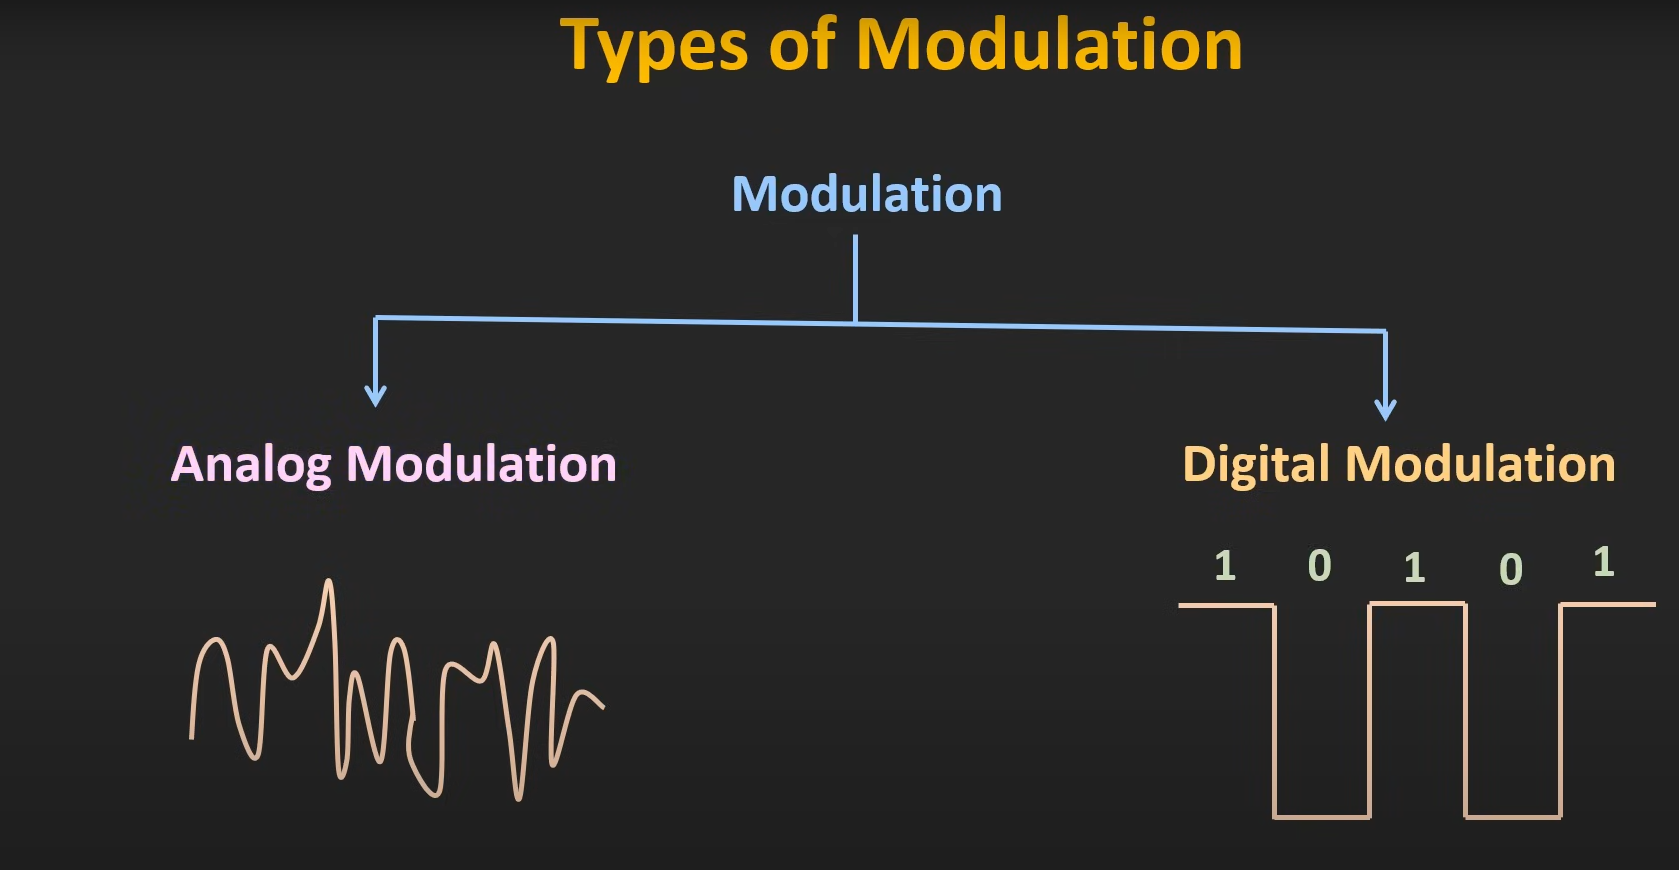 Types of Modulation
Modulation
Analog Modulation
Digital Modulation
1 0 1 0 1